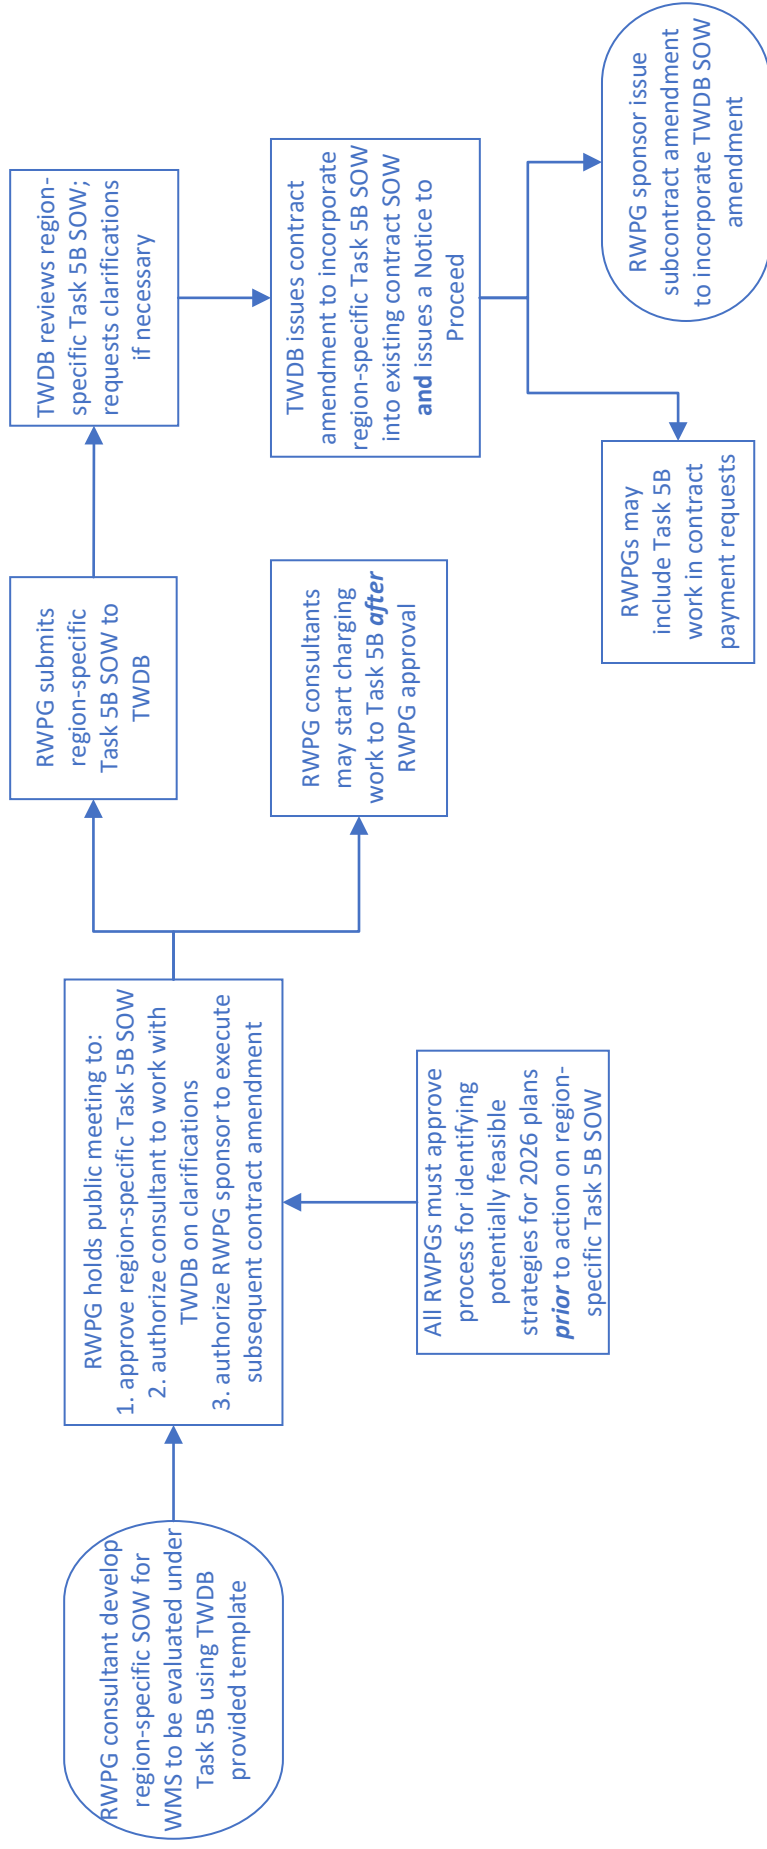 RWPG consultant develop
region-specific SOW for
WMS to be evaluated under
Task 5B using TWDB
provided template
RWPG holds public meeting to:
1. approve region-specific Task 5B SOW
2. authorize consultant to work with
TWDB on clarifications
3. authorize RWPG sponsor to execute
subsequent contract amendment
All RWPGs must approve
process for identifying
potentially feasible
strategies for 2026 plans
prior to action on region-
specific Task 5B SOW
RWPG submits
region-specific
Task 5B SOW to
TWDB
RWPG consultants
may start charging
work to Task 5B after
RWPG approval
TWDB reviews region-
specific Task 5B SOW;
requests clarifications
if necessary
TWDB issues contract
amendment to incorporate
region-specific Task 5B SOW
into existing contract SOW
and issues a Notice to
Proceed
RWPGs may
include Task 5B
work in contract
payment requests
RWPG sponsor issue
subcontract amendment
to incorporate TWDB SOW
amendment